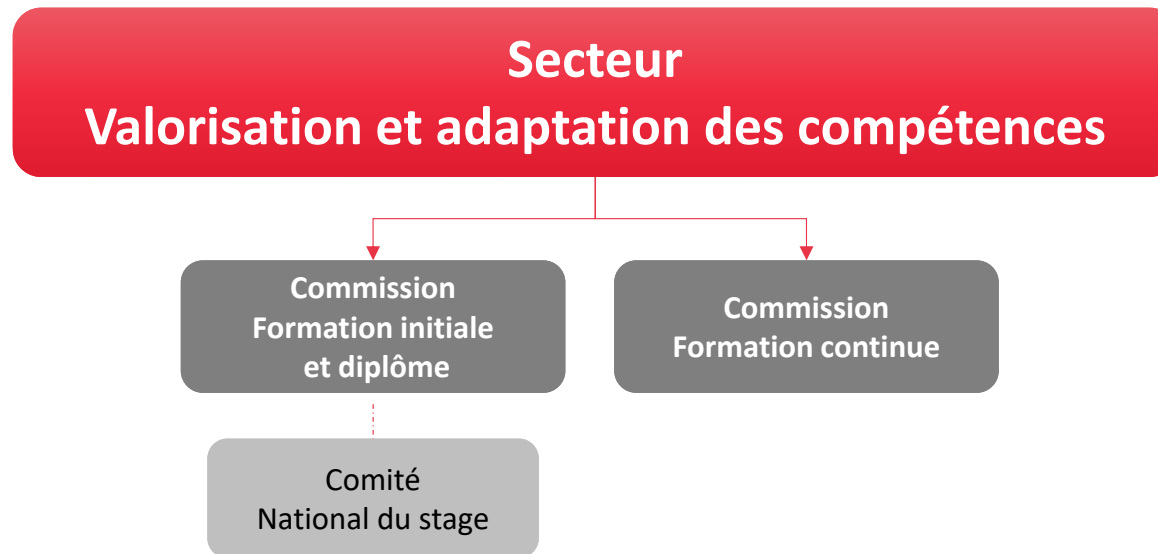 Secteur
Valorisation et adaptation des compétences
Commission
Formation initiale
et diplôme
Commission
Formation continue
Comité
National du stage